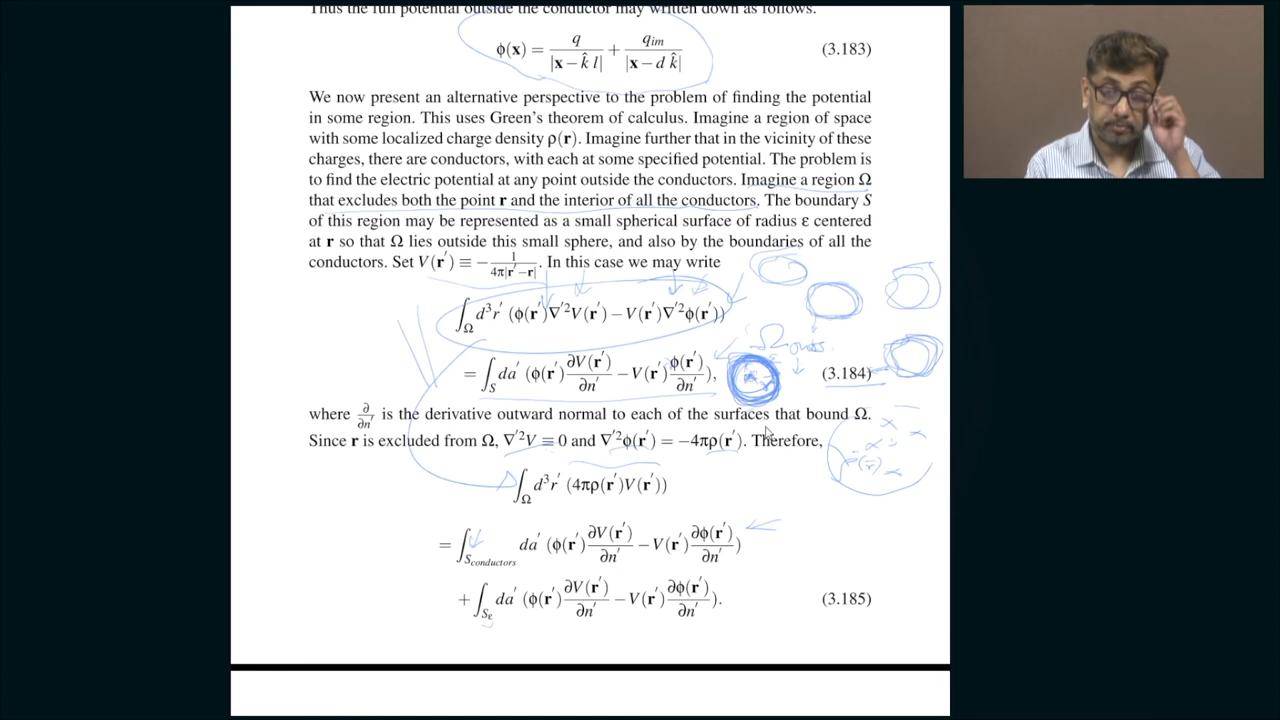 Thus the full potential outside the conductor may written down as follows.
ϕ(x) = q / |x − k̂ l| + q_im / |x − d k̂| (3.183)
We now present an alternative perspective to the problem of finding the potential
in some region. This uses Green's theorem of calculus. Imagine a region of space
with some localized charge density ρ(r). Imagine further that in the vicinity of these
charges, there are conductors, with each at some specified potential. The problem is
to find the electric potential at any point outside the conductors. Imagine a region Ω
that excludes both the point r and the interior of all the conductors. The boundary S
of this region may be represented as a small spherical surface of radius ε centered
at r so that Ω lies outside this small sphere, and also by the boundaries of all the
conductors. Set V(r′) ≡ − 1 / 4π|r′−r| . In this case we may write
∫_Ω d³r′ (ϕ(r′)∇′²V(r′) − V(r′)∇′²ϕ(r′))
Ω
= ∫_S da′ (ϕ(r′) ∂V(r′)/∂n′ − V(r′) ϕ(r′)/∂n′), (3.184)
where ∂/∂n′ is the derivative outward normal to each of the surfaces that bound Ω.
Since r is excluded from Ω, ∇′²V ≡ 0 and ∇′²ϕ(r′) = −4πρ(r′). Therefore,
ρ(r)
∫_Ω d³r′ (4πρ(r′)V(r′))
= ∫_Sconductors da′ (ϕ(r′) ∂V(r′)/∂n′ − V(r′) ∂ϕ(r′)/∂n′)
+ ∫_Sε da′ (ϕ(r′) ∂V(r′)/∂n′ − V(r′) ∂ϕ(r′)/∂n′). (3.185)